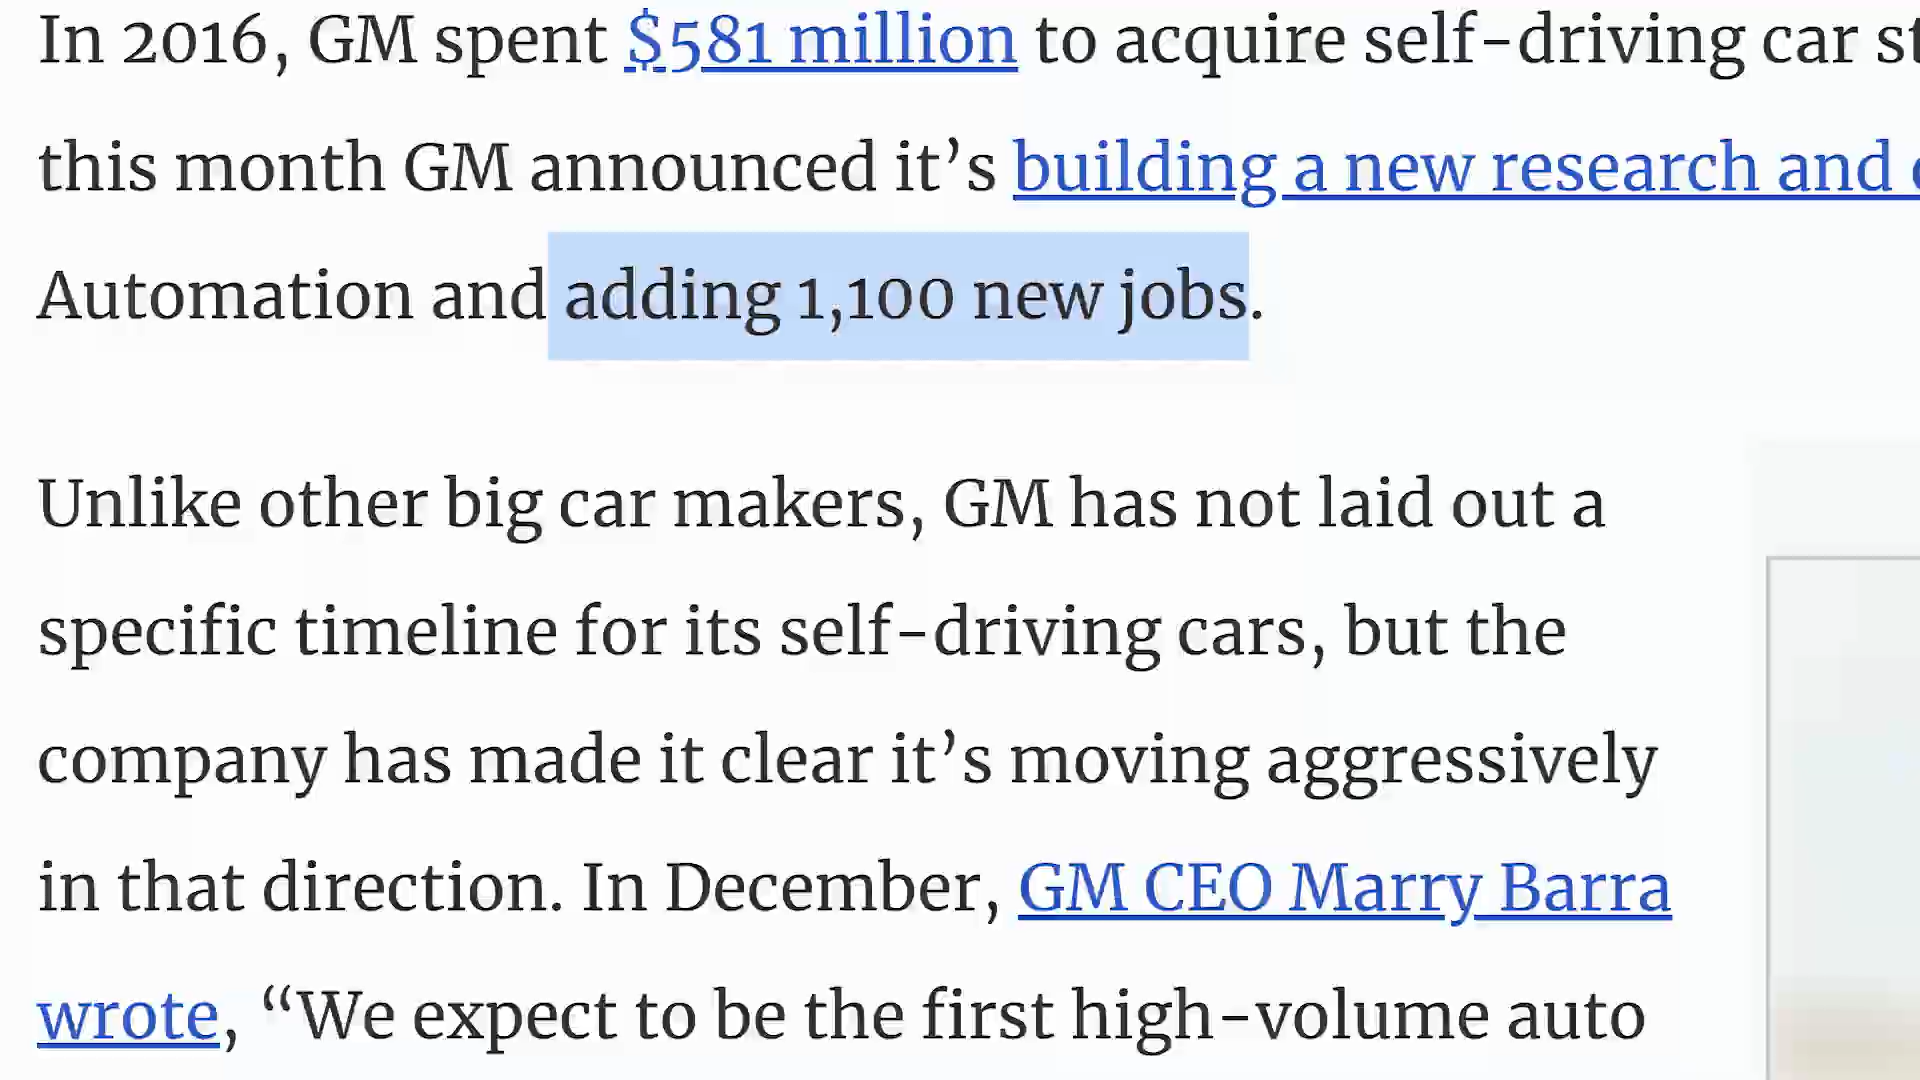 In 2016, GM spent $581 million to acquire self-driving car
this month GM announced it’s building a new research and
Automation and adding 1,100 new jobs.
Unlike other big car makers, GM has not laid out a
specific timeline for its self-driving cars, but the
company has made it clear it’s moving aggressively
in that direction. In December, GM CEO Marry Barra
wrote, “We expect to be the first high-volume auto